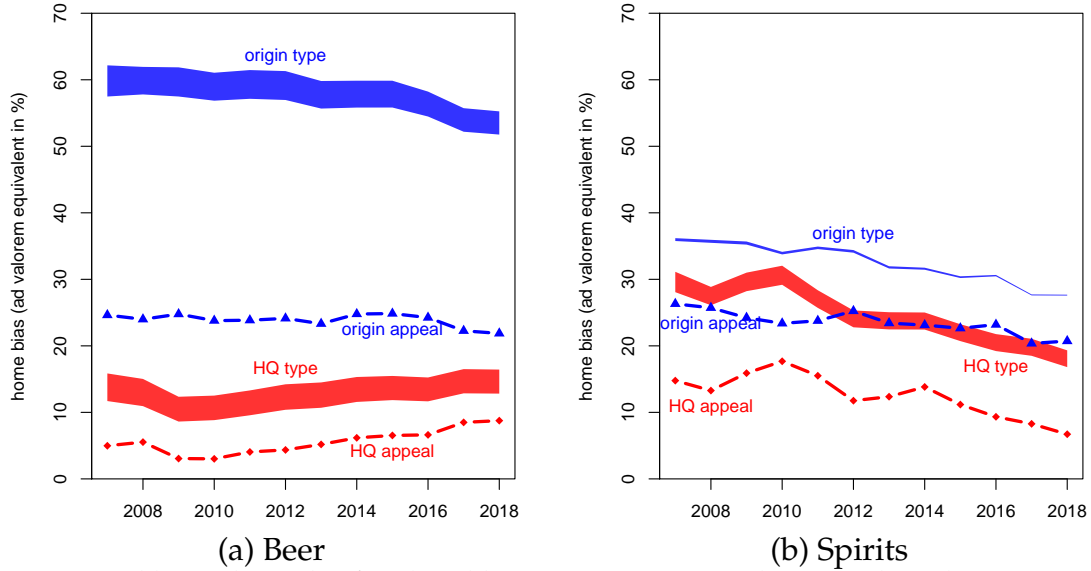 home bias (ad valorem equivalent in %)
70
60
50
40
30
20
10
0
origin type
origin appeal
HQ type
HQ appeal
2008 2010 2012 2014 2016 2018
(a) Beer
home bias (ad valorem equivalent in %)
70
60
50
40
30
20
10
0
origin type
origin appeal
HQ type
HQ appeal
2008 2010 2012 2014 2016 2018
(b) Spirits